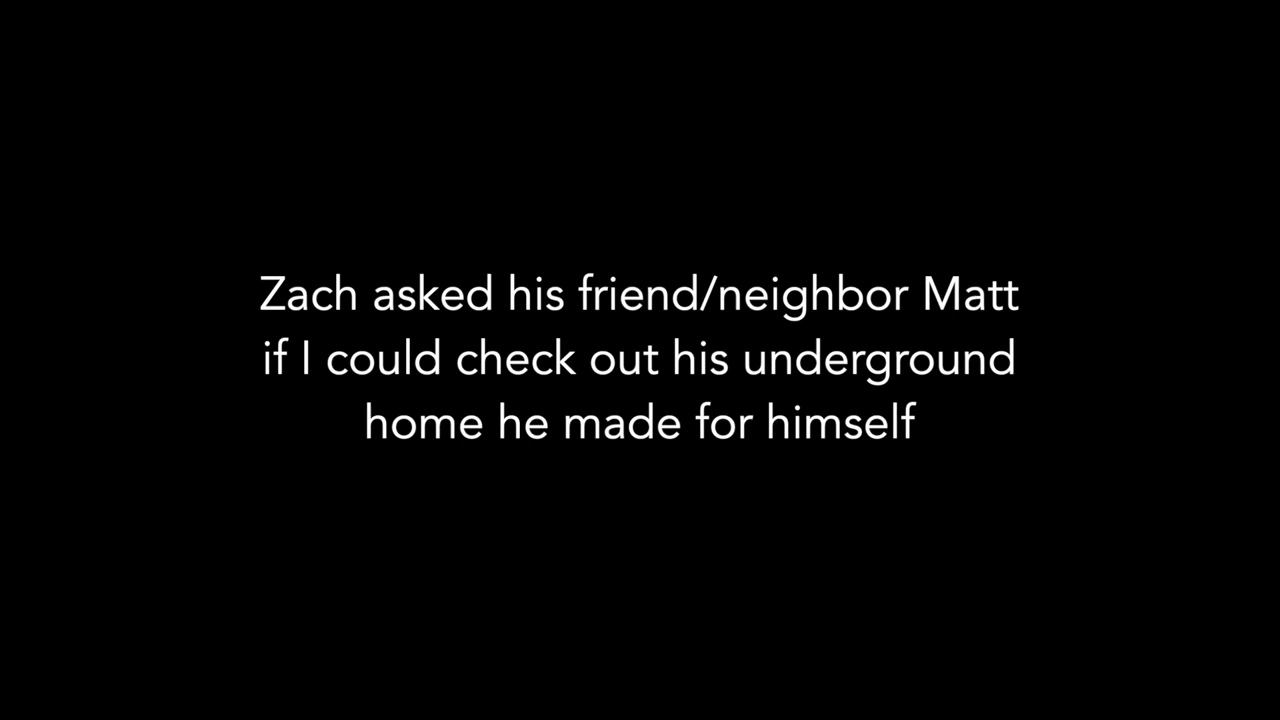 Zach asked his friend/neighbor Matt
if I could check out his underground
home he made for himself